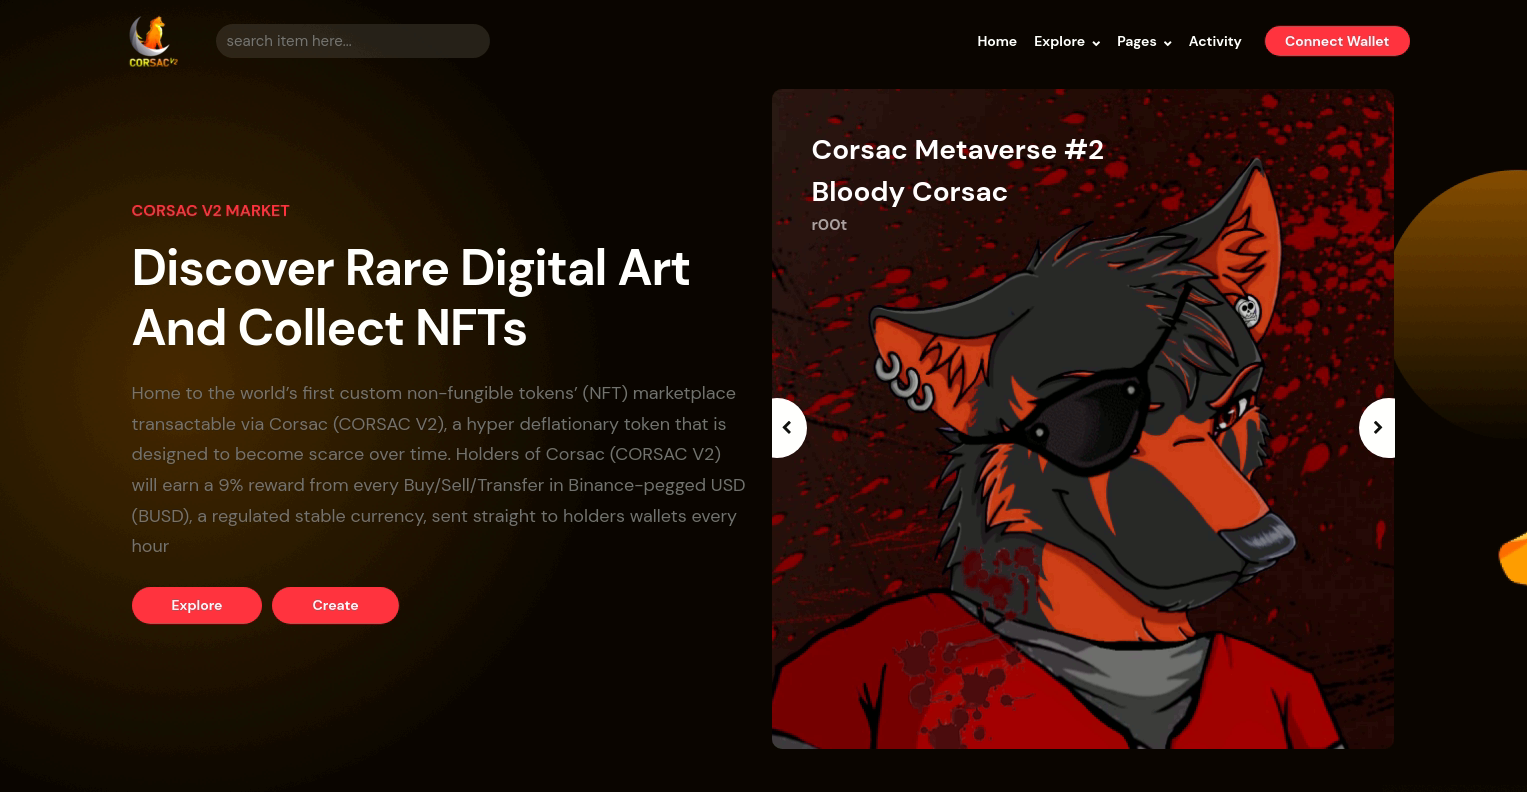 CORSAC V2
search item here...
Home Explore Pages Activity Connect Wallet
CORSAC V2 MARKET
Discover Rare Digital Art
And Collect NFTs
Home to the world’s first custom non-fungible tokens’ (NFT) marketplace
transactable via Corsac (CORSAC V2), a hyper deflationary token that is
designed to become scarce over time. Holders of Corsac (CORSAC V2)
will earn a 9% reward from every Buy/Sell/Transfer in Binance-pegged USD
(BUSD), a regulated stable currency, sent straight to holders wallets every
hour
Explore Create
Corsac Metaverse #2
Bloody Corsac
r00t